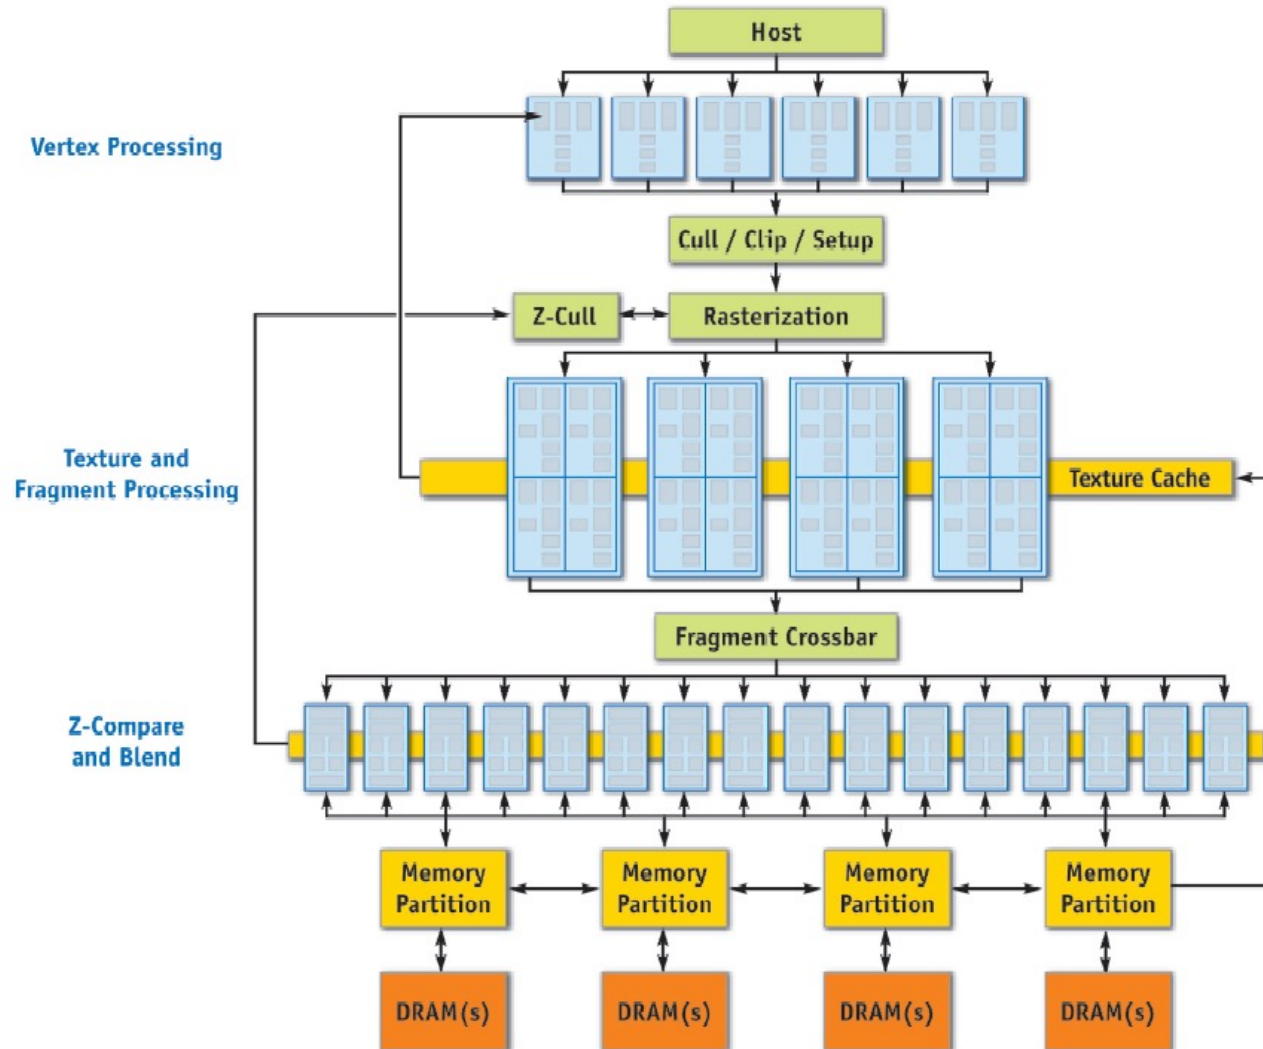 Host
Vertex Processing
Cull / Clip / Setup
Z-Cull
Rasterization
Texture and
Fragment Processing
Texture Cache
Fragment Crossbar
Z-Compare
and Blend
Memory
Partition
Memory
Partition
Memory
Partition
Memory
Partition
DRAM(s)
DRAM(s)
DRAM(s)
DRAM(s)